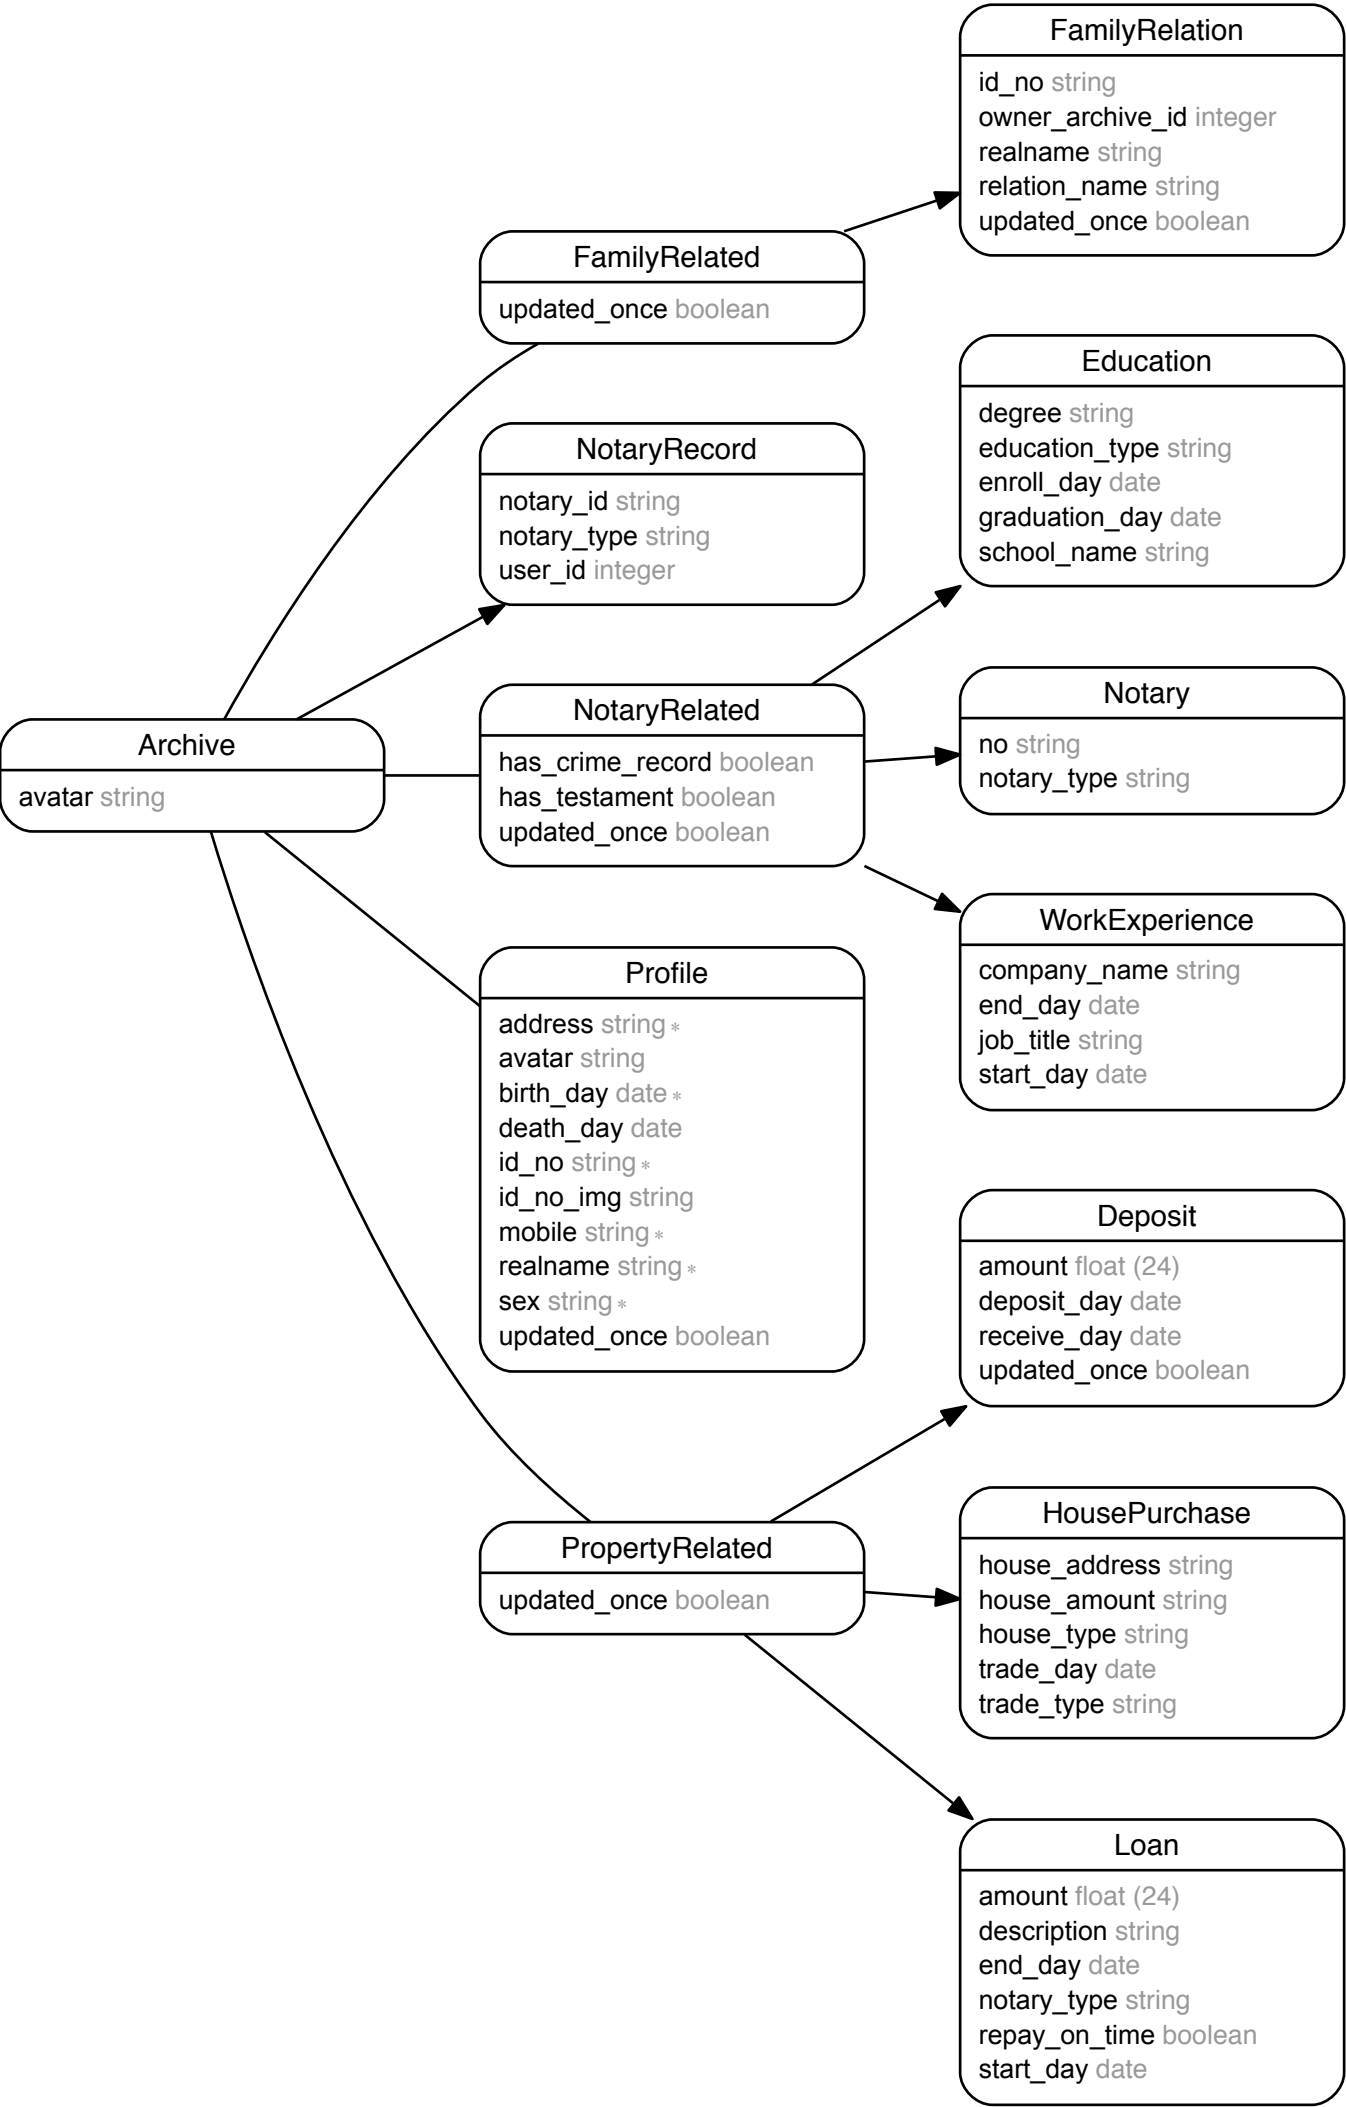 FamilyRelation
id_no string
owner_archive_id integer
realname string
relation_name string
updated_once boolean
FamilyRelated
updated_once boolean
Education
degree string
education_type string
enroll_day date
graduation_day date
school_name string
NotaryRecord
notary_id string
notary_type string
user_id integer
Notary
no string
notary_type string
NotaryRelated
has_crime_record boolean
has_testament boolean
updated_once boolean
Archive
avatar string
WorkExperience
company_name string
end_day date
job_title string
start_day date
Profile
address string *
avatar string
birth_day date *
death_day date
id_no string *
id_no_img string
mobile string *
realname string *
sex string *
updated_once boolean
Deposit
amount float (24)
deposit_day date
receive_day date
updated_once boolean
HousePurchase
house_address string
house_amount string
house_type string
trade_day date
trade_type string
PropertyRelated
updated_once boolean
Loan
amount float (24)
description string
end_day date
notary_type string
repay_on_time boolean
start_day date